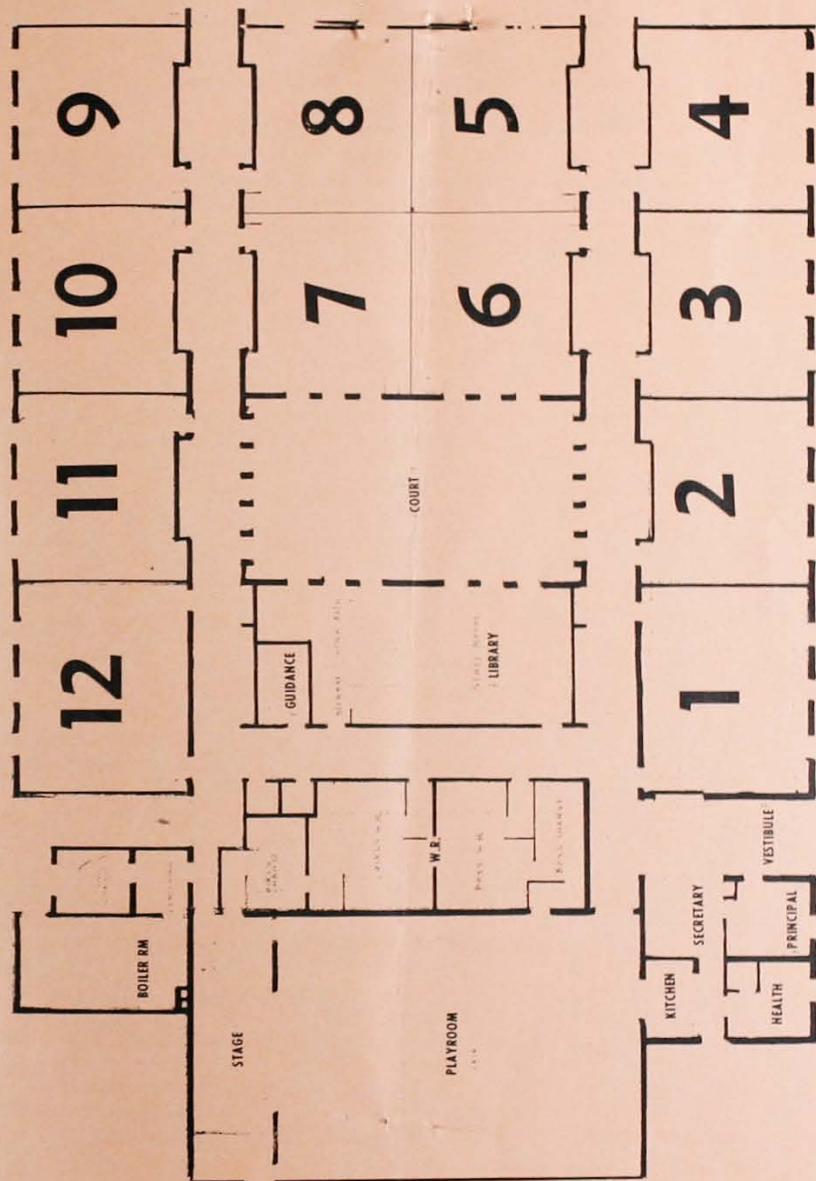 9
8
5
4
10
7
6
3
11
COURT
2
12
GUIDANCE
LIBRARY
1
W.R.
VESTIBULE
SECRETARY
PRINCIPAL
BOILER RM
KITCHEN
HEALTH
STAGE
PLAYROOM